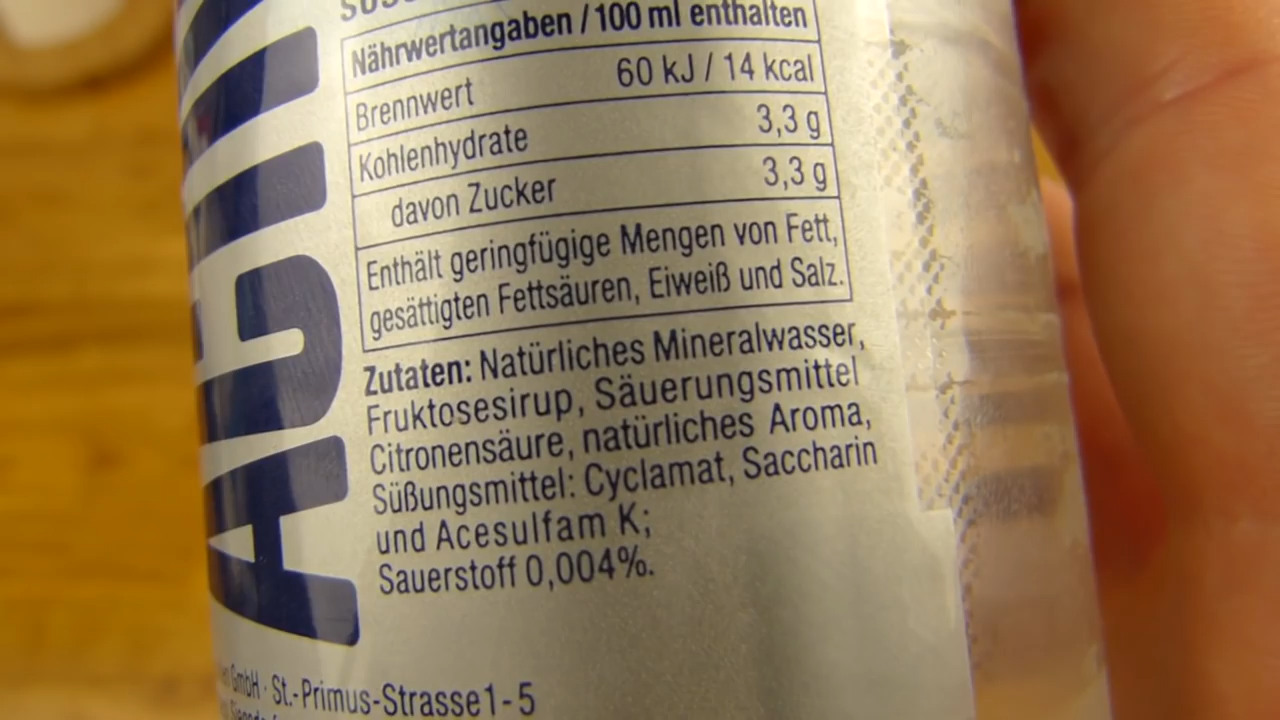 Nährwertangaben / 100 ml enthalten
Brennwert 60 kJ / 14 kcal
Kohlenhydrate 3,3 g
davon Zucker 3,3 g
Enthält geringfügige Mengen von Fett,
gesättigten Fettsäuren, Eiweiß und Salz.
Zutaten: Natürliches Mineralwasser,
Fruktosesirup, Säuerungsmittel
Citronensäure, natürliches Aroma,
Süßungsmittel: Cyclamat, Saccharin
und Acesulfam K;
Sauerstoff 0,004%.
GmbH · St.-Primus-Strasse 1-5